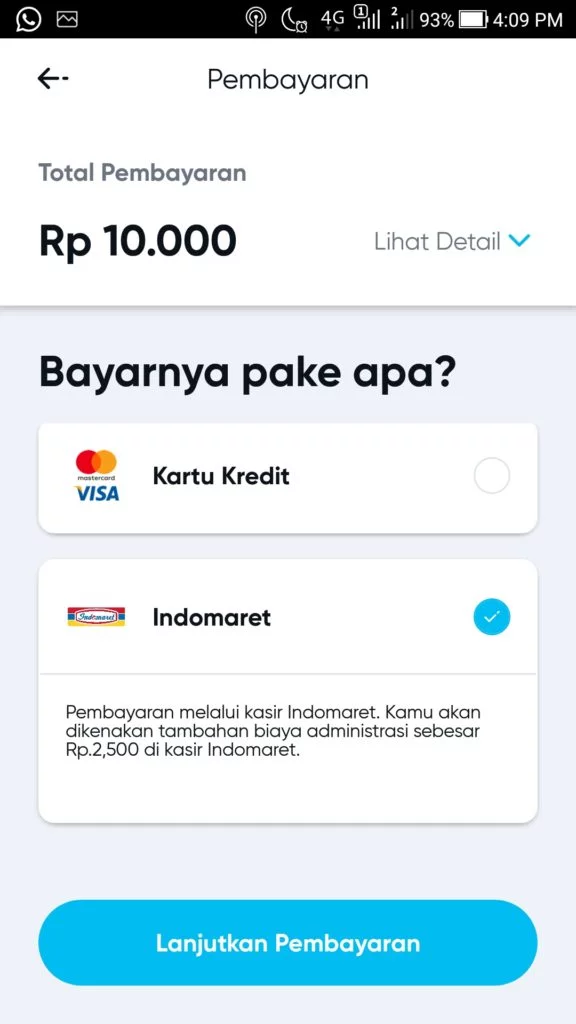 4G 1 2 93% 4:09 PM
Pembayaran
Total Pembayaran
Rp 10.000
Lihat Detail
Bayarnya pake apa?
mastercard
VISA
Kartu Kredit
Indomaret
Indomaret
Pembayaran melalui kasir Indomaret. Kamu akan
dikenakan tambahan biaya administrasi sebesar
Rp.2,500 di kasir Indomaret.
Lanjutkan Pembayaran